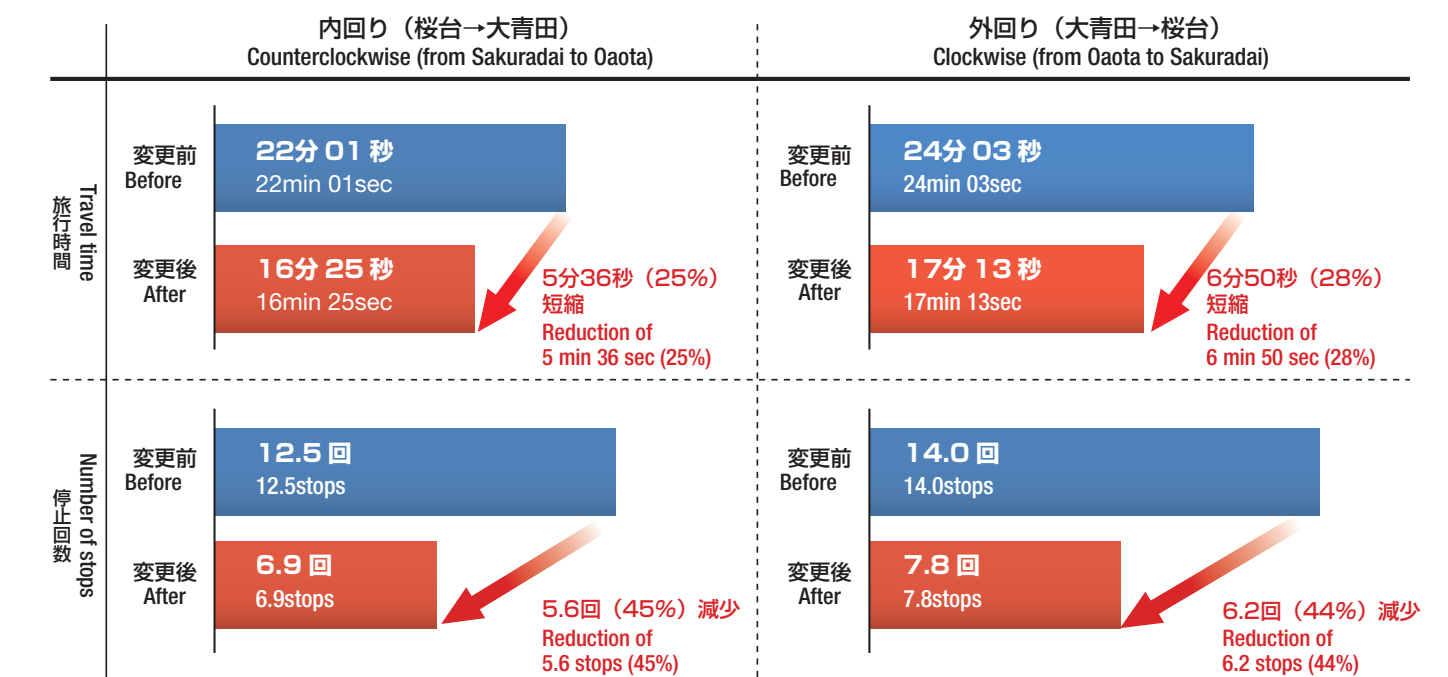 内回り（桜台→大青田）
Counterclockwise (from Sakuradai to Oaota)
外回り（大青田→桜台）
Clockwise (from Oaota to Sakuradai)
Travel time
旅行時間
変更前
Before
22分 01 秒
22min 01sec
変更後
After
16分 25 秒
16min 25sec
5分36秒（25%）
短縮
Reduction of
5 min 36 sec (25%)
変更前
Before
24分 03 秒
24min 03sec
変更後
After
17分 13 秒
17min 13sec
6分50秒（28%）
短縮
Reduction of
6 min 50 sec (28%)
Number of stops
停止回数
変更前
Before
12.5 回
12.5stops
変更後
After
6.9 回
6.9stops
5.6回（45%）減少
Reduction of
5.6 stops (45%)
変更前
Before
14.0 回
14.0stops
変更後
After
7.8 回
7.8stops
6.2回（44%）減少
Reduction of
6.2 stops (44%)